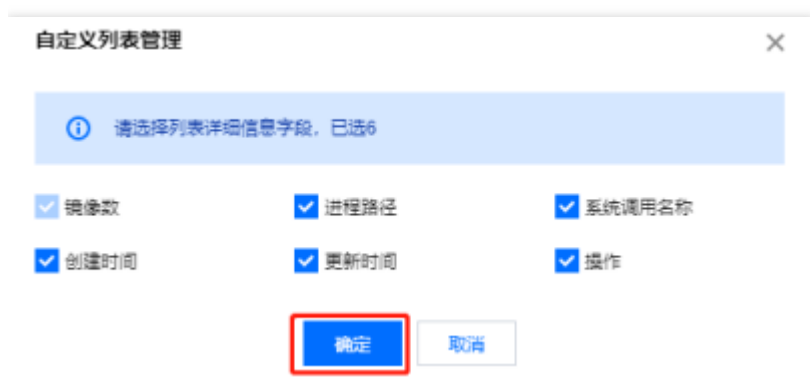 自定义列表管理
请选择列表详细信息字段，已选6
镜像数 进程路径 系统调用名称
创建时间 更新时间 操作
确定 取消